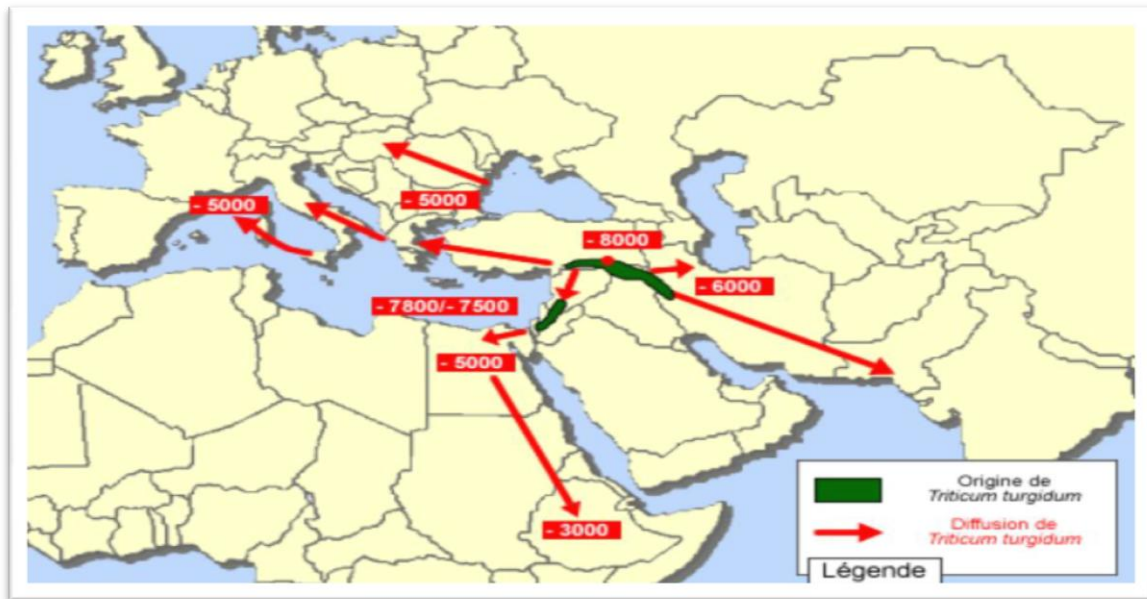 - 5000
- 5000
- 8000
- 6000
- 7800/- 7500
- 5000
- 3000
Origine de
Triticum turgidum
Diffusion de
Triticum turgidum
Légende